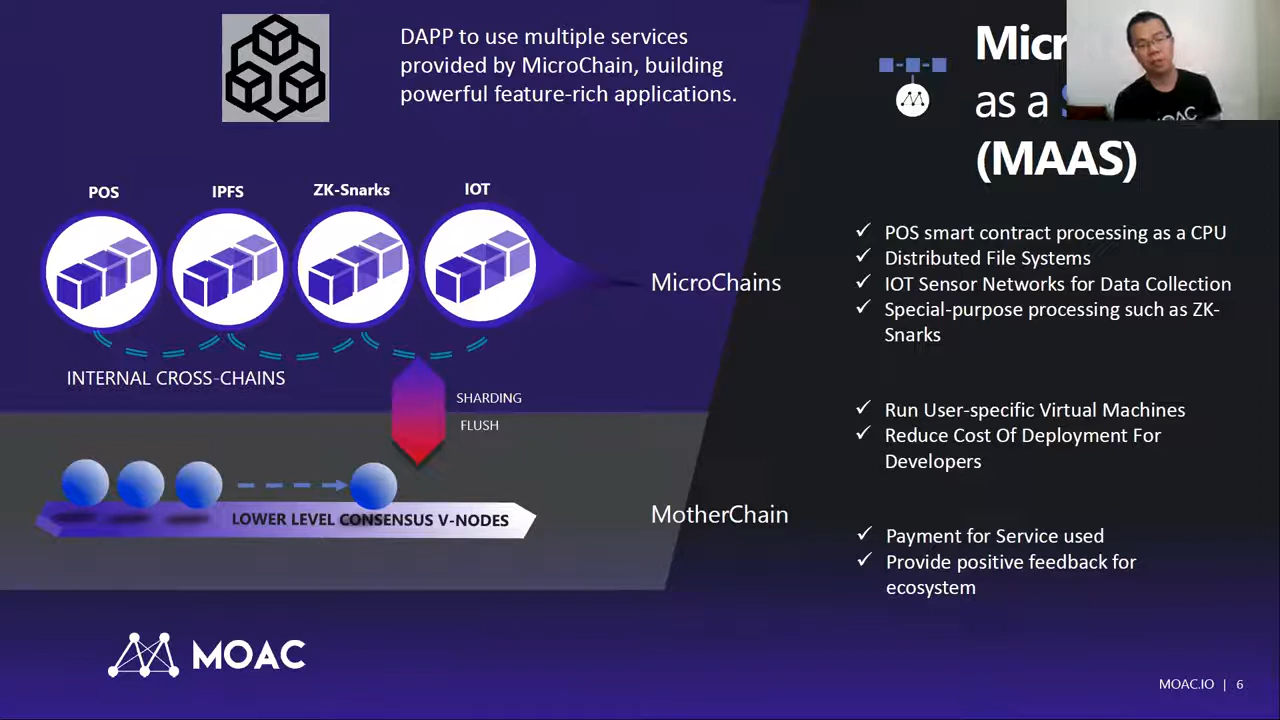 DAPP to use multiple services
provided by MicroChain, building
powerful feature-rich applications.
POS
IPFS
ZK-Snarks
IOT
MicroChains
INTERNAL CROSS-CHAINS
SHARDING
FLUSH
LOWER LEVEL CONSENSUS V-NODES
MotherChain
MOAC
as a
(MAAS)
MOAC
POS smart contract processing as a CPU
Distributed File Systems
IOT Sensor Networks for Data Collection
Special-purpose processing such as ZK-
Snarks
Run User-specific Virtual Machines
Reduce Cost Of Deployment For
Developers
Payment for Service used
Provide positive feedback for
ecosystem
MOAC.IO | 6